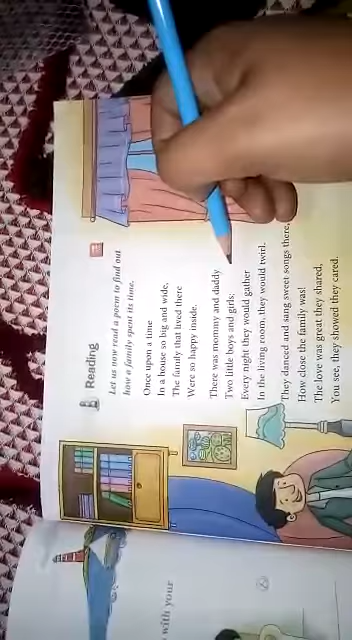 Reading
Let us now read a poem to find out
how a family spent its time.
Once upon a time
In a house so big and wide,
The family that lived there
Were so happy inside.
There was mommy and daddy
Two little boys and girls;
Every night they would gather
In the living room, they would twirl.
They danced and sang sweet songs there,
How close the family was!
The love was great they shared,
You see, they showed they cared.
with your